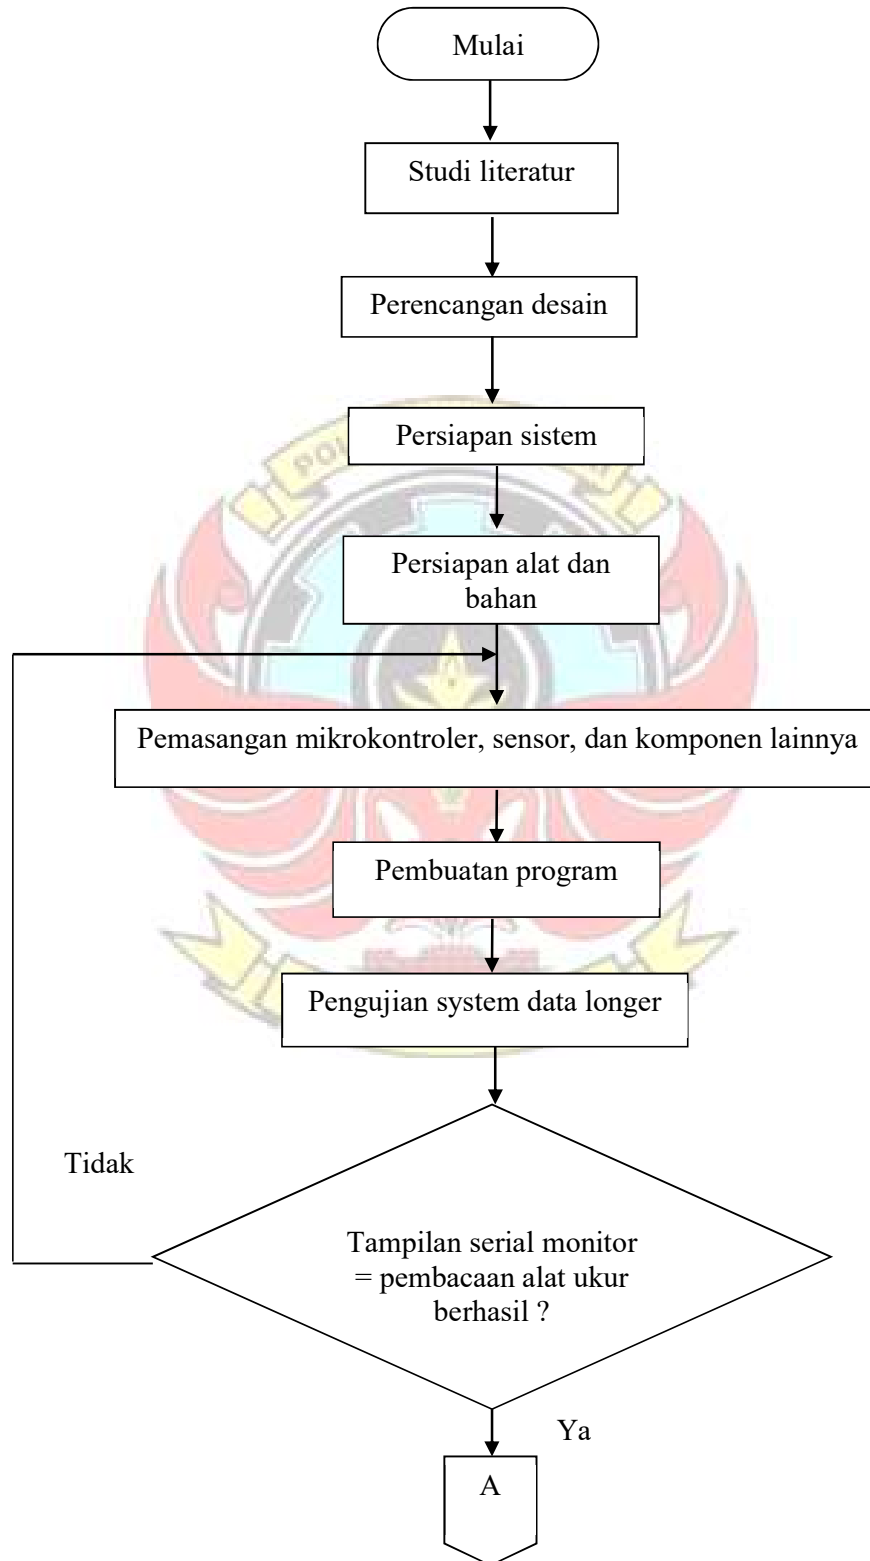 Mulai
Studi literatur
Perencangan desain
Persiapan sistem
Persiapan alat dan
bahan
Pemasangan mikrokontroler, sensor, dan komponen lainnya
Pembuatan program
Pengujian system data longer
Tidak
Tampilan serial monitor
= pembacaan alat ukur
berhasil ?
Ya
A